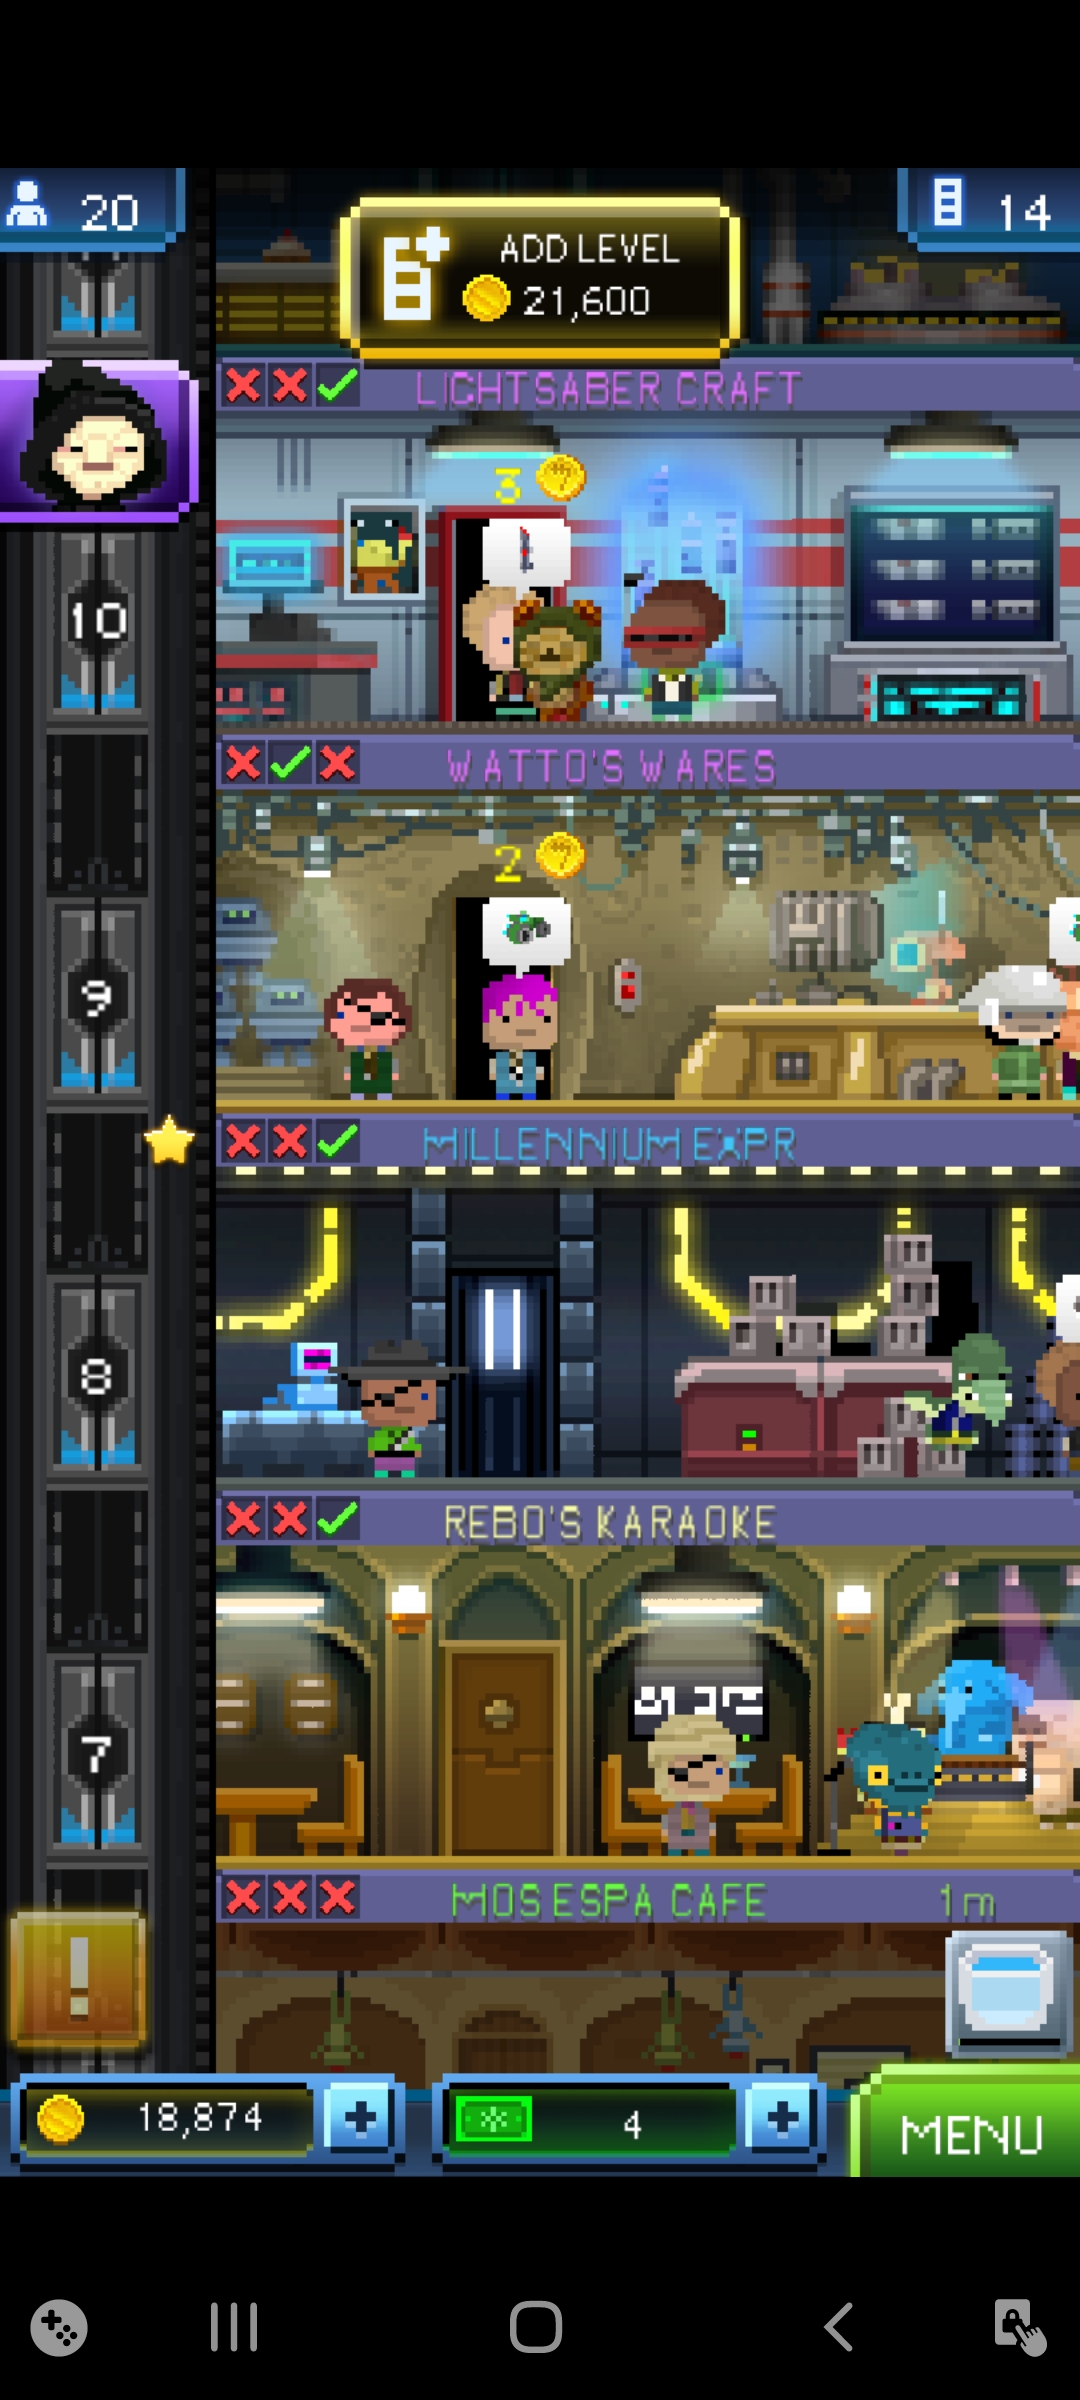 20
ADD LEVEL
21,600
14
LIGHTSABER CRAFT
3
10
WATTO'S WARES
2
9
MILLENNIUM EXPR
8
REBO'S KARAOKE
7
MOS ESPA CAFE
1m
!
18,874
4
MENU